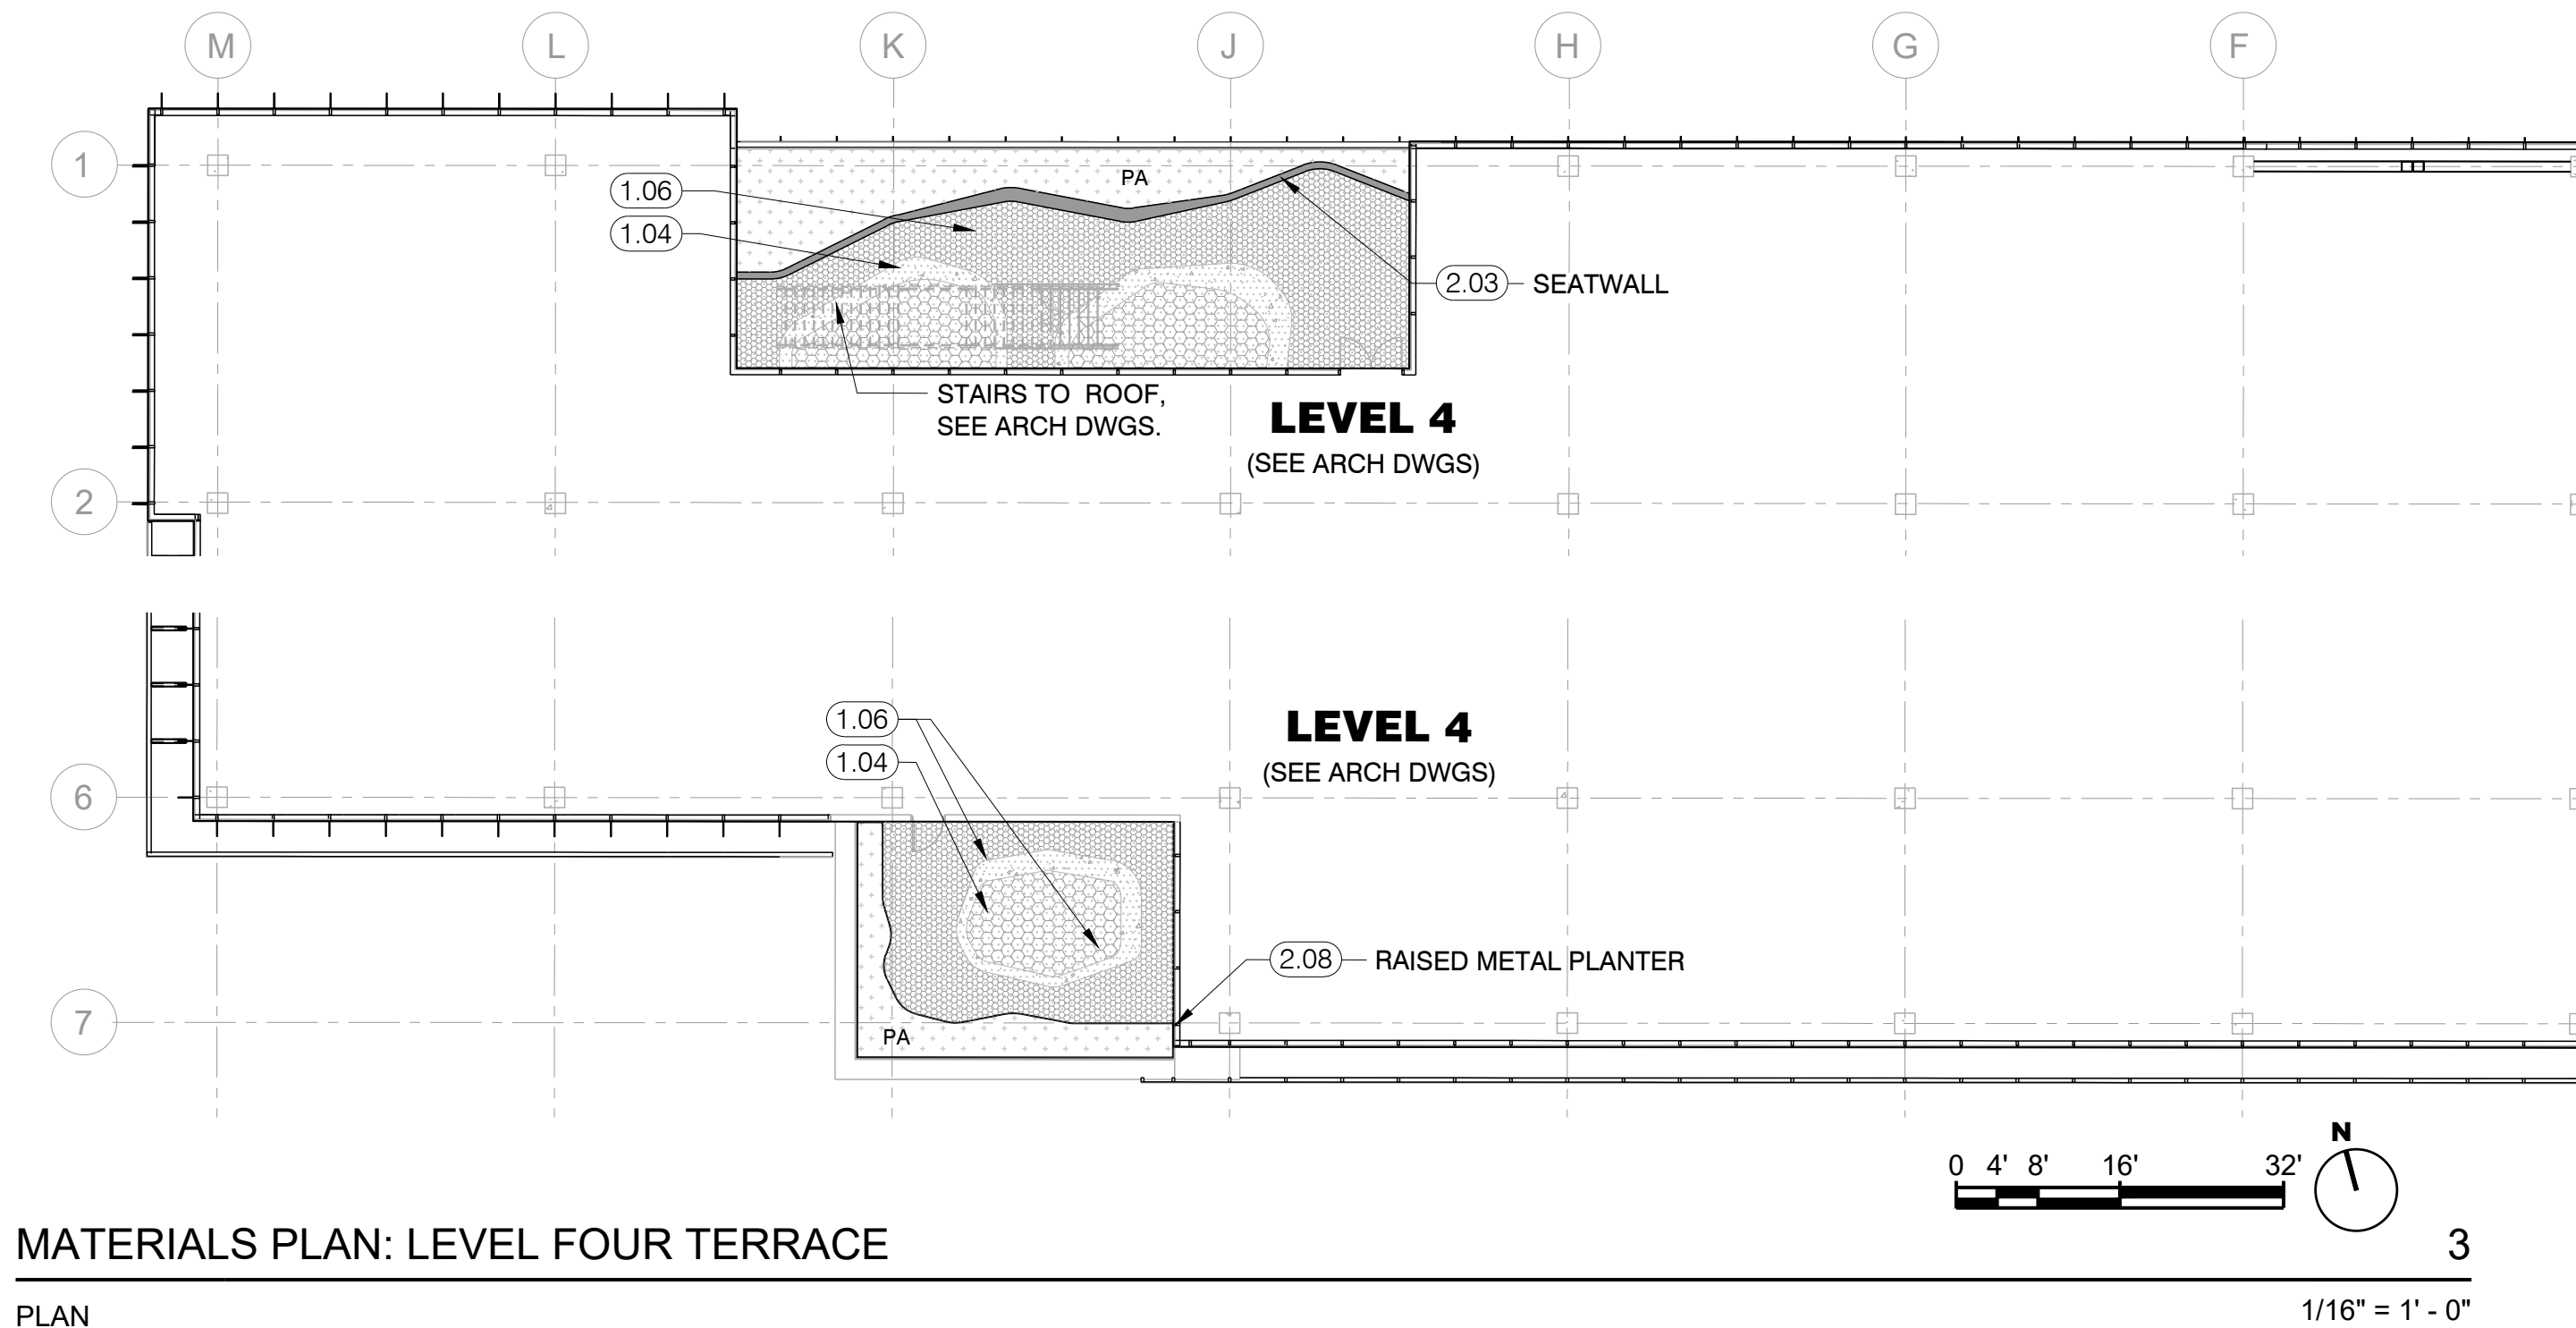 M L K J H G F
1
PA
1.06
1.04
2.03 SEATWALL
STAIRS TO ROOF,
SEE ARCH DWGS.
LEVEL 4
(SEE ARCH DWGS)
2
1.06
1.04
LEVEL 4
(SEE ARCH DWGS)
6
2.08 RAISED METAL PLANTER
7
PA
N
0 4' 8' 16' 32'
MATERIALS PLAN: LEVEL FOUR TERRACE 3
PLAN 1/16" = 1' - 0"